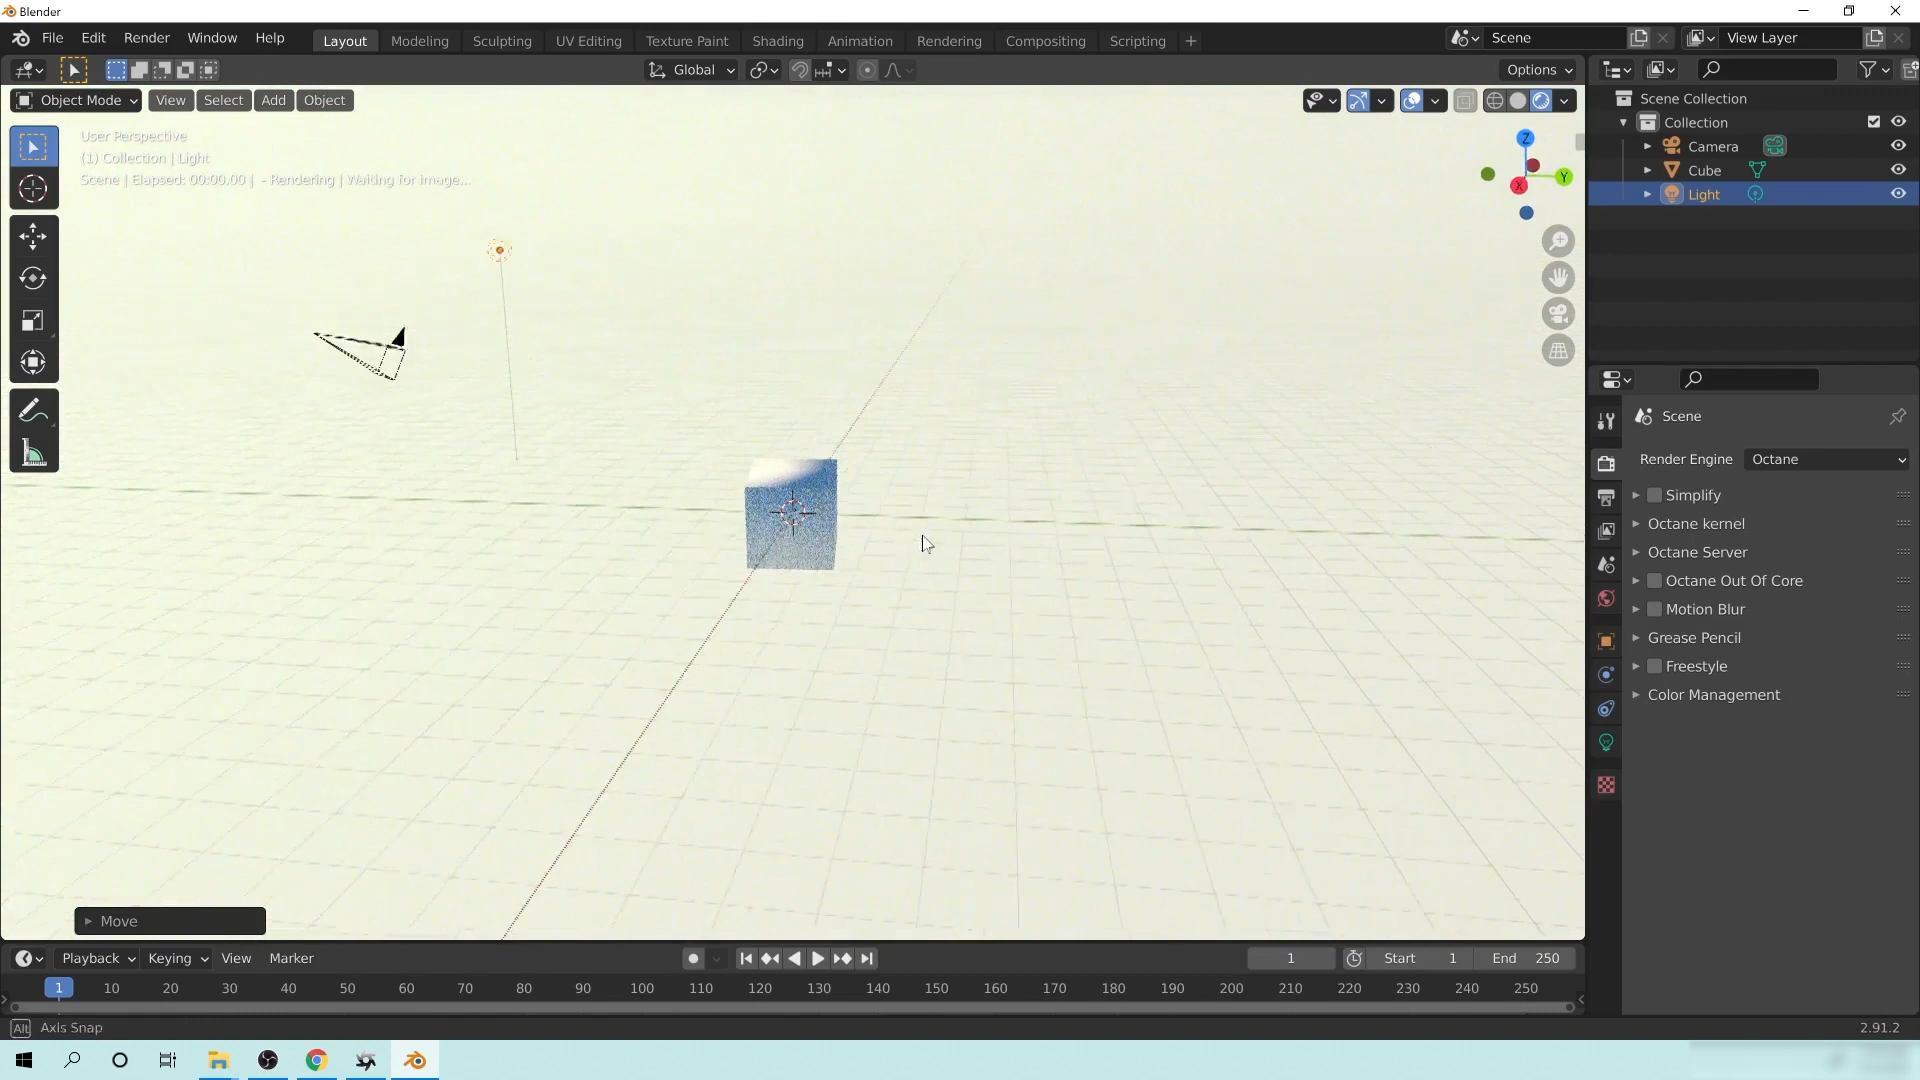 Blender
File Edit Render Window Help Layout Modeling Sculpting UV Editing Texture Paint Shading Animation Rendering Compositing Scripting Scene View Layer
Global Options
Object Mode View Select Add Object
User Perspective
(1) Collection | Light
Scene | Elapsed: 00:00.00 | - Rendering | Waiting for image...
Z
Y
X
Move
Scene Collection
Collection
Camera
Cube
Light
Scene
Render Engine Octane
Simplify
Octane kernel
Octane Server
Octane Out Of Core
Motion Blur
Grease Pencil
Freestyle
Color Management
Playback Keying View Marker 1 Start 1 End 250
1 10 20 30 40 50 60 70 80 90 100 110 120 130 140 150 160 170 180 190 200 210 220 230 240 250
Alt Axis Snap 2.91.2